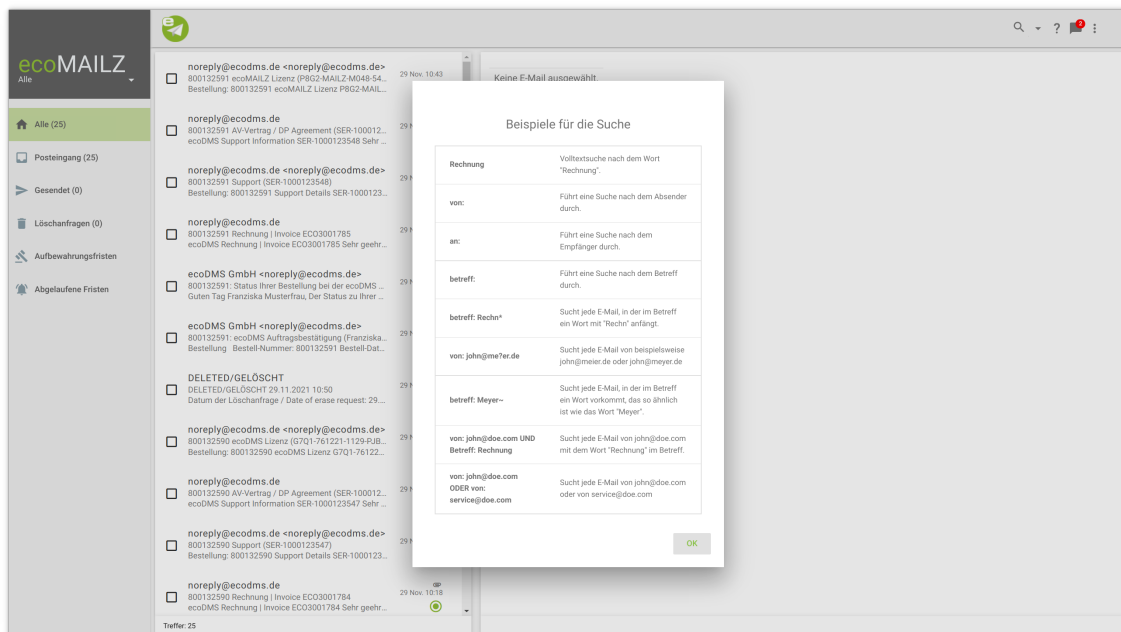 ecoMAILZ
Alle
Alle (25)
Posteingang (25)
Gesendet (0)
Löschanfragen (0)
Aufbewahrungsfristen
Abgelaufene Fristen
e
2
?
noreply@ecodms.de <noreply@ecodms.de>
29 Nov. 10:43
800132591 ecoMAILZ Lizenz (P8G2-MAILZ-M048-54...
Bestellung: 800132591 ecoMAILZ Lizenz P8G2-MAIL...
noreply@ecodms.de
29 N
800132591 AV-Vertrag / DP Agreement (SER-100012...
ecoDMS Support Information SER-1000123548 Sehr ...
noreply@ecodms.de <noreply@ecodms.de>
29 N
800132591 Support (SER-1000123548)
Bestellung: 800132591 Support Details SER-1000123...
noreply@ecodms.de
29 N
800132591 Rechnung | Invoice ECO3001785
ecoDMS Rechnung | Invoice ECO3001785 Sehr geehr...
ecoDMS GmbH <noreply@ecodms.de>
29 N
800132591: Status Ihrer Bestellung bei der ecoDMS ...
Guten Tag Franziska Musterfrau, Der Status zu Ihrer ...
ecoDMS GmbH <noreply@ecodms.de>
29 N
800132591: ecoDMS Auftragsbestätigung (Franziska...
Bestellung Bestell-Nummer: 800132591 Bestell-Dat...
DELETED/GELÖSCHT
29 N
DELETED/GELÖSCHT 29.11.2021 10:50
Datum der Löschanfrage / Date of erase request: 29....
noreply@ecodms.de <noreply@ecodms.de>
29 N
800132590 ecoDMS Lizenz (G7Q1-761221-1129-PJB...
Bestellung: 800132590 ecoDMS Lizenz G7Q1-76122...
noreply@ecodms.de
29 N
800132590 AV-Vertrag / DP Agreement (SER-100012...
ecoDMS Support Information SER-1000123547 Sehr ...
noreply@ecodms.de <noreply@ecodms.de>
29 N
800132590 Support (SER-1000123547)
Bestellung: 800132590 Support Details SER-1000123...
noreply@ecodms.de
29 Nov. 10:18
800132590 Rechnung | Invoice ECO3001784
ecoDMS Rechnung | Invoice ECO3001784 Sehr geehr...
Treffer: 25
Keine E-Mail ausgewählt.
Beispiele für die Suche
Rechnung
Volltextsuche nach dem Wort
"Rechnung".
von:
Führt eine Suche nach dem Absender
durch.
an:
Führt eine Suche nach dem
Empfänger durch.
betreff:
Führt eine Suche nach dem Betreff
durch.
betreff: Rechn*
Sucht jede E-Mail, in der im Betreff
ein Wort mit "Rechn" anfängt.
von: john@me?er.de
Sucht jede E-Mail von beispielsweise
john@meier.de oder john@meyer.de
betreff: Meyer~
Sucht jede E-Mail, in der im Betreff
ein Wort vorkommt, das so ähnlich
ist wie das Wort "Meyer".
von: john@doe.com UND
Betreff: Rechnung
Sucht jede E-Mail von john@doe.com
mit dem Wort "Rechnung" im Betreff.
von: john@doe.com
ODER von:
service@doe.com
Sucht jede E-Mail von john@doe.com
oder von service@doe.com
OK